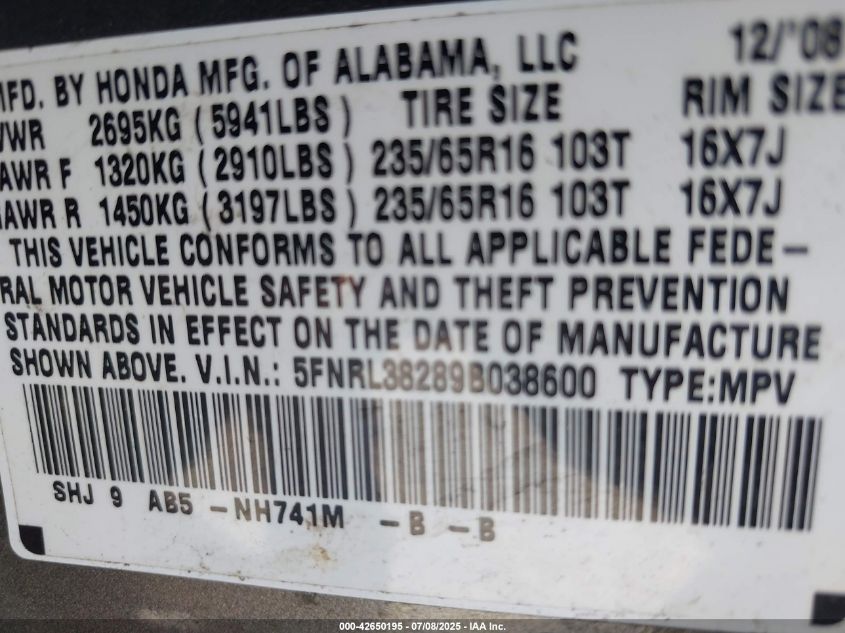 MFD. BY HONDA MFG. OF ALABAMA, LLC 12/'08
VWR 2695KG (5941LBS) TIRE SIZE RIM SIZE
AWR F 1320KG (2910LBS) 235/65R16 103T 16X7J
AWR R 1450KG (3197LBS) 235/65R16 103T 16X7J
THIS VEHICLE CONFORMS TO ALL APPLICABLE FEDE-
RAL MOTOR VEHICLE SAFETY AND THEFT PREVENTION
STANDARDS IN EFFECT ON THE DATE OF MANUFACTURE
SHOWN ABOVE. V.I.N.: 5FNRL38289B038600 TYPE:MPV
SHJ 9 AB5 -NH741M -B -B
000-42650195 - 07/08/2025 - IAA Inc.